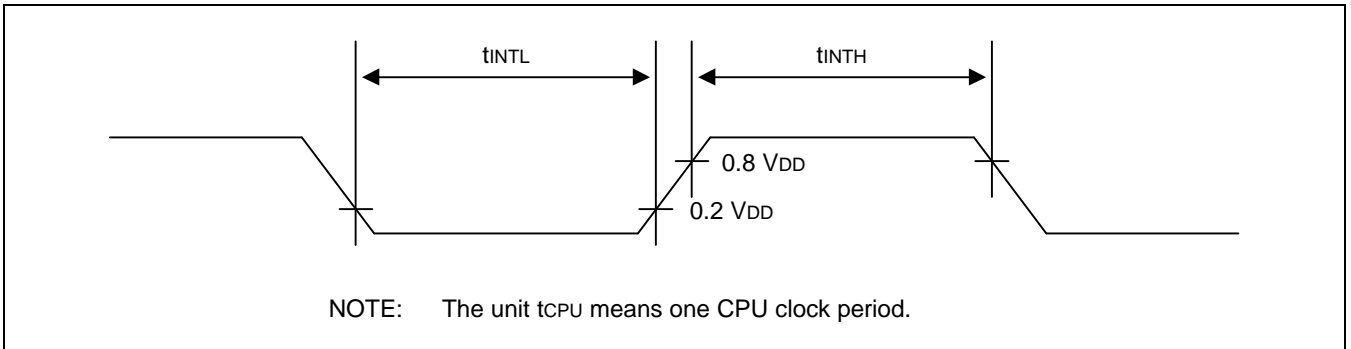 tINTL
tINTH
0.8 VDD
0.2 VDD
NOTE: The unit tCPU means one CPU clock period.